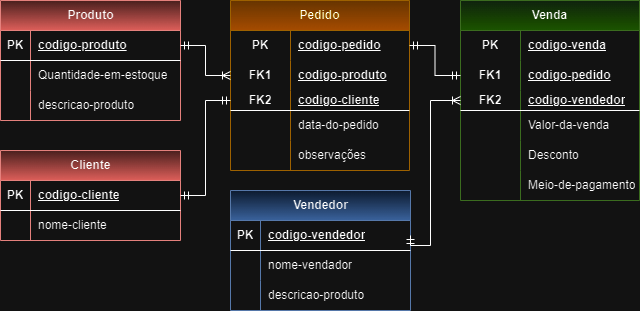 Produto
PK codigo-produto
Quantidade-em-estoque
descricao-produto
Cliente
PK codigo-cliente
nome-cliente
Pedido
PK codigo-pedido
FK1 codigo-produto
FK2 codigo-cliente
data-do-pedido
observações
Vendedor
PK codigo-vendedor
nome-vendador
descricao-produto
Venda
PK codigo-venda
FK1 codigo-pedido
FK2 codigo-vendedor
Valor-da-venda
Desconto
Meio-de-pagamento